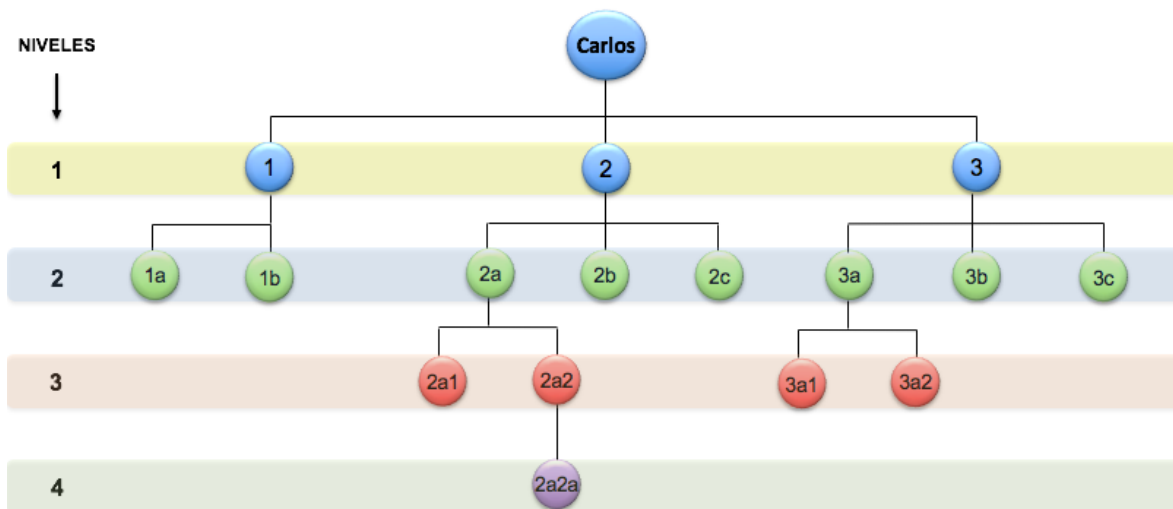 Carlos
NIVELES
1 1 2 3
2 1a 1b 2a 2b 2c 3a 3b 3c
3 2a1 2a2 3a1 3a2
4 2a2a